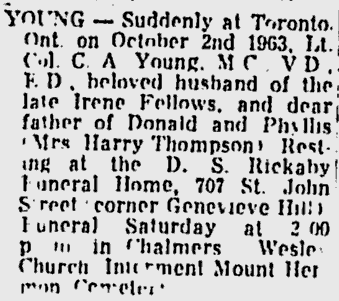 YOUNG — Suddenly at Toronto.
Ont. on October 2nd 1963, Lt.
Col. C. A Young, M C . V D ,
E D , beloved husband of the
late Irene Fellows, and dear
father of Donald and Phyllis
(Mrs Harry Thompson) Rest-
ing at the D. S. Rickaby
Funeral Home, 707 St. John
Street (corner Genevieve Hill)
Funeral Saturday at 2 00
p m in Chalmers Wesley
Church Interment Mount Her
mon Cemetery